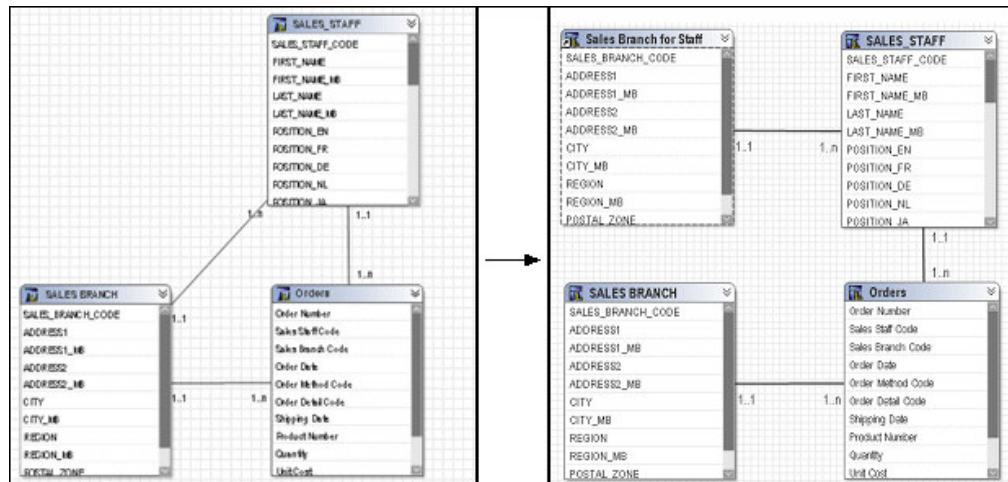 SALES_STAFF
SALES_STAFF_CODE
FIRST_NAME
FIRST_NAME_MB
LAST_NAME
LAST_NAME_MB
POSITION_EN
POSITION_FR
POSITION_DE
POSITION_NL
POSITION_JA
1..n
1..1
1..n
SALES BRANCH
SALES_BRANCH_CODE
ADDRESS1
ADDRESS1_MB
ADDRESS2
ADDRESS2_MB
CITY
CITY_MB
REGION
REGION_MB
POSTAL_ZONE
1..1
1..1
1..n
Orders
Order Number
Sales Staff Code
Sales Branch Code
Order Date
Order Method Code
Order Detail Code
Shipping Date
Product Number
Quantity
Unit Cost
Sales Branch for Staff
SALES_BRANCH_CODE
ADDRESS1
ADDRESS1_MB
ADDRESS2
ADDRESS2_MB
CITY
CITY_MB
REGION
REGION_MB
POSTAL_ZONE
1..1
1..n
SALES_STAFF
SALES_STAFF_CODE
FIRST_NAME
FIRST_NAME_MB
LAST_NAME
LAST_NAME_MB
POSITION_EN
POSITION_FR
POSITION_DE
POSITION_NL
POSITION_JA
1..1
1..n
SALES BRANCH
SALES_BRANCH_CODE
ADDRESS1
ADDRESS1_MB
ADDRESS2
ADDRESS2_MB
CITY
CITY_MB
REGION
REGION_MB
POSTAL_ZONE
1..1
1..n
Orders
Order Number
Sales Staff Code
Sales Branch Code
Order Date
Order Method Code
Order Detail Code
Shipping Date
Product Number
Quantity
Unit Cost